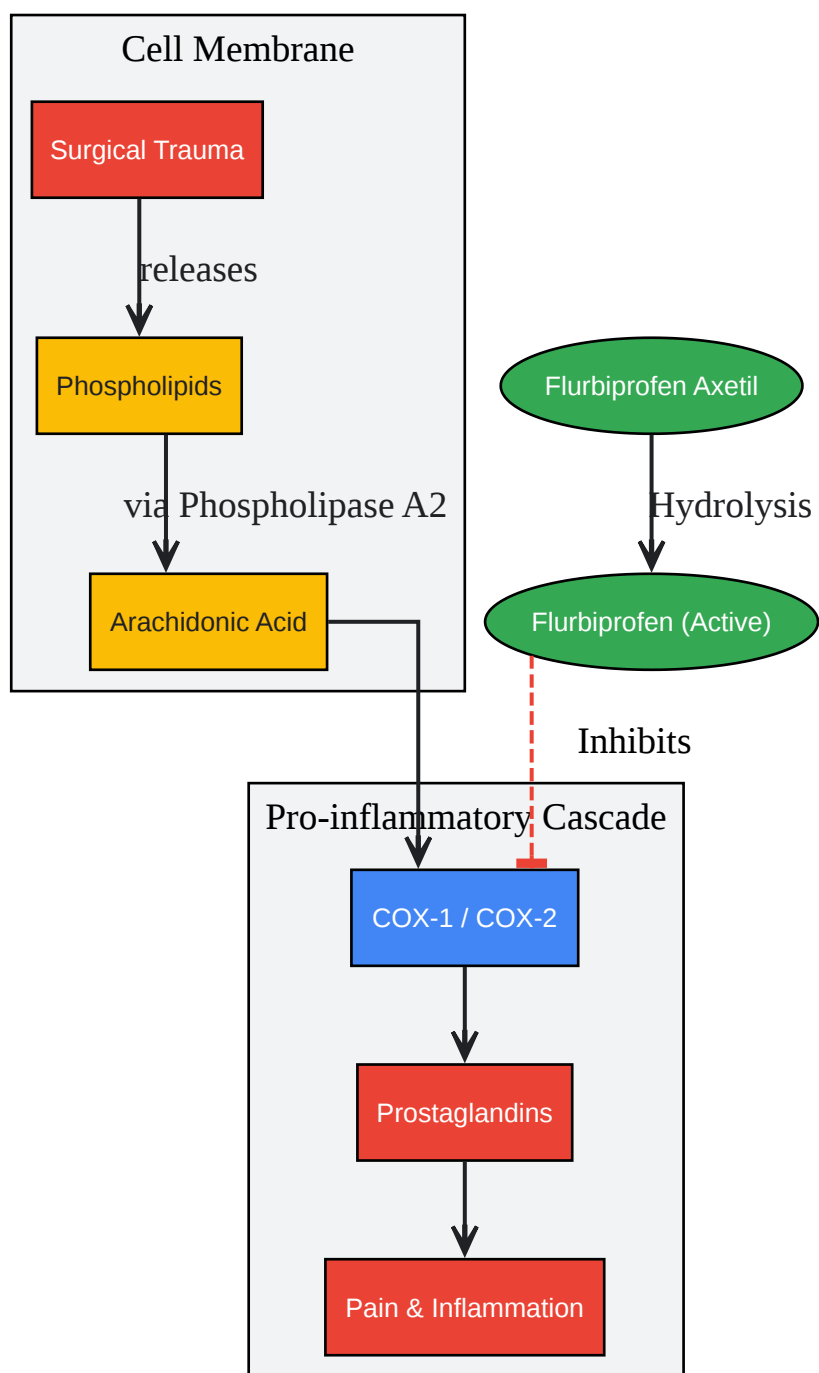 Cell Membrane
Surgical Trauma
releases
Phospholipids
via Phospholipase A2
Arachidonic Acid
Flurbiprofen Axetil
Hydrolysis
Flurbiprofen (Active)
Inhibits
Pro-inflammatory Cascade
COX-1 / COX-2
Prostaglandins
Pain & Inflammation